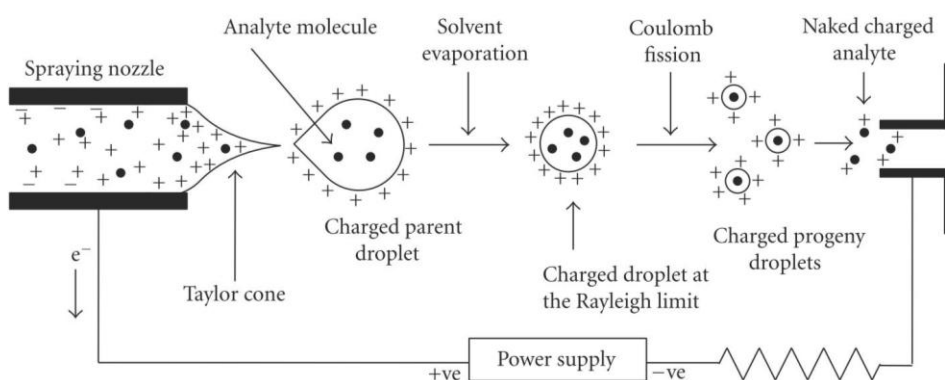 Analyte molecule
Solvent
evaporation
Coulomb
fission
Naked charged
analyte
Spraying nozzle
Charged parent
droplet
Charged progeny
droplets
e−
Taylor cone
Charged droplet at
the Rayleigh limit
+ve
Power supply
−ve